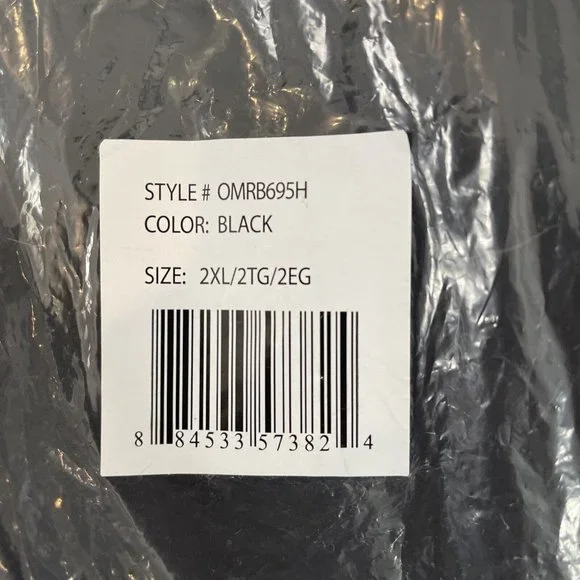 STYLE # OMRB695H
COLOR: BLACK
SIZE: 2XL/2TG/2EG
8 84533 57382 4